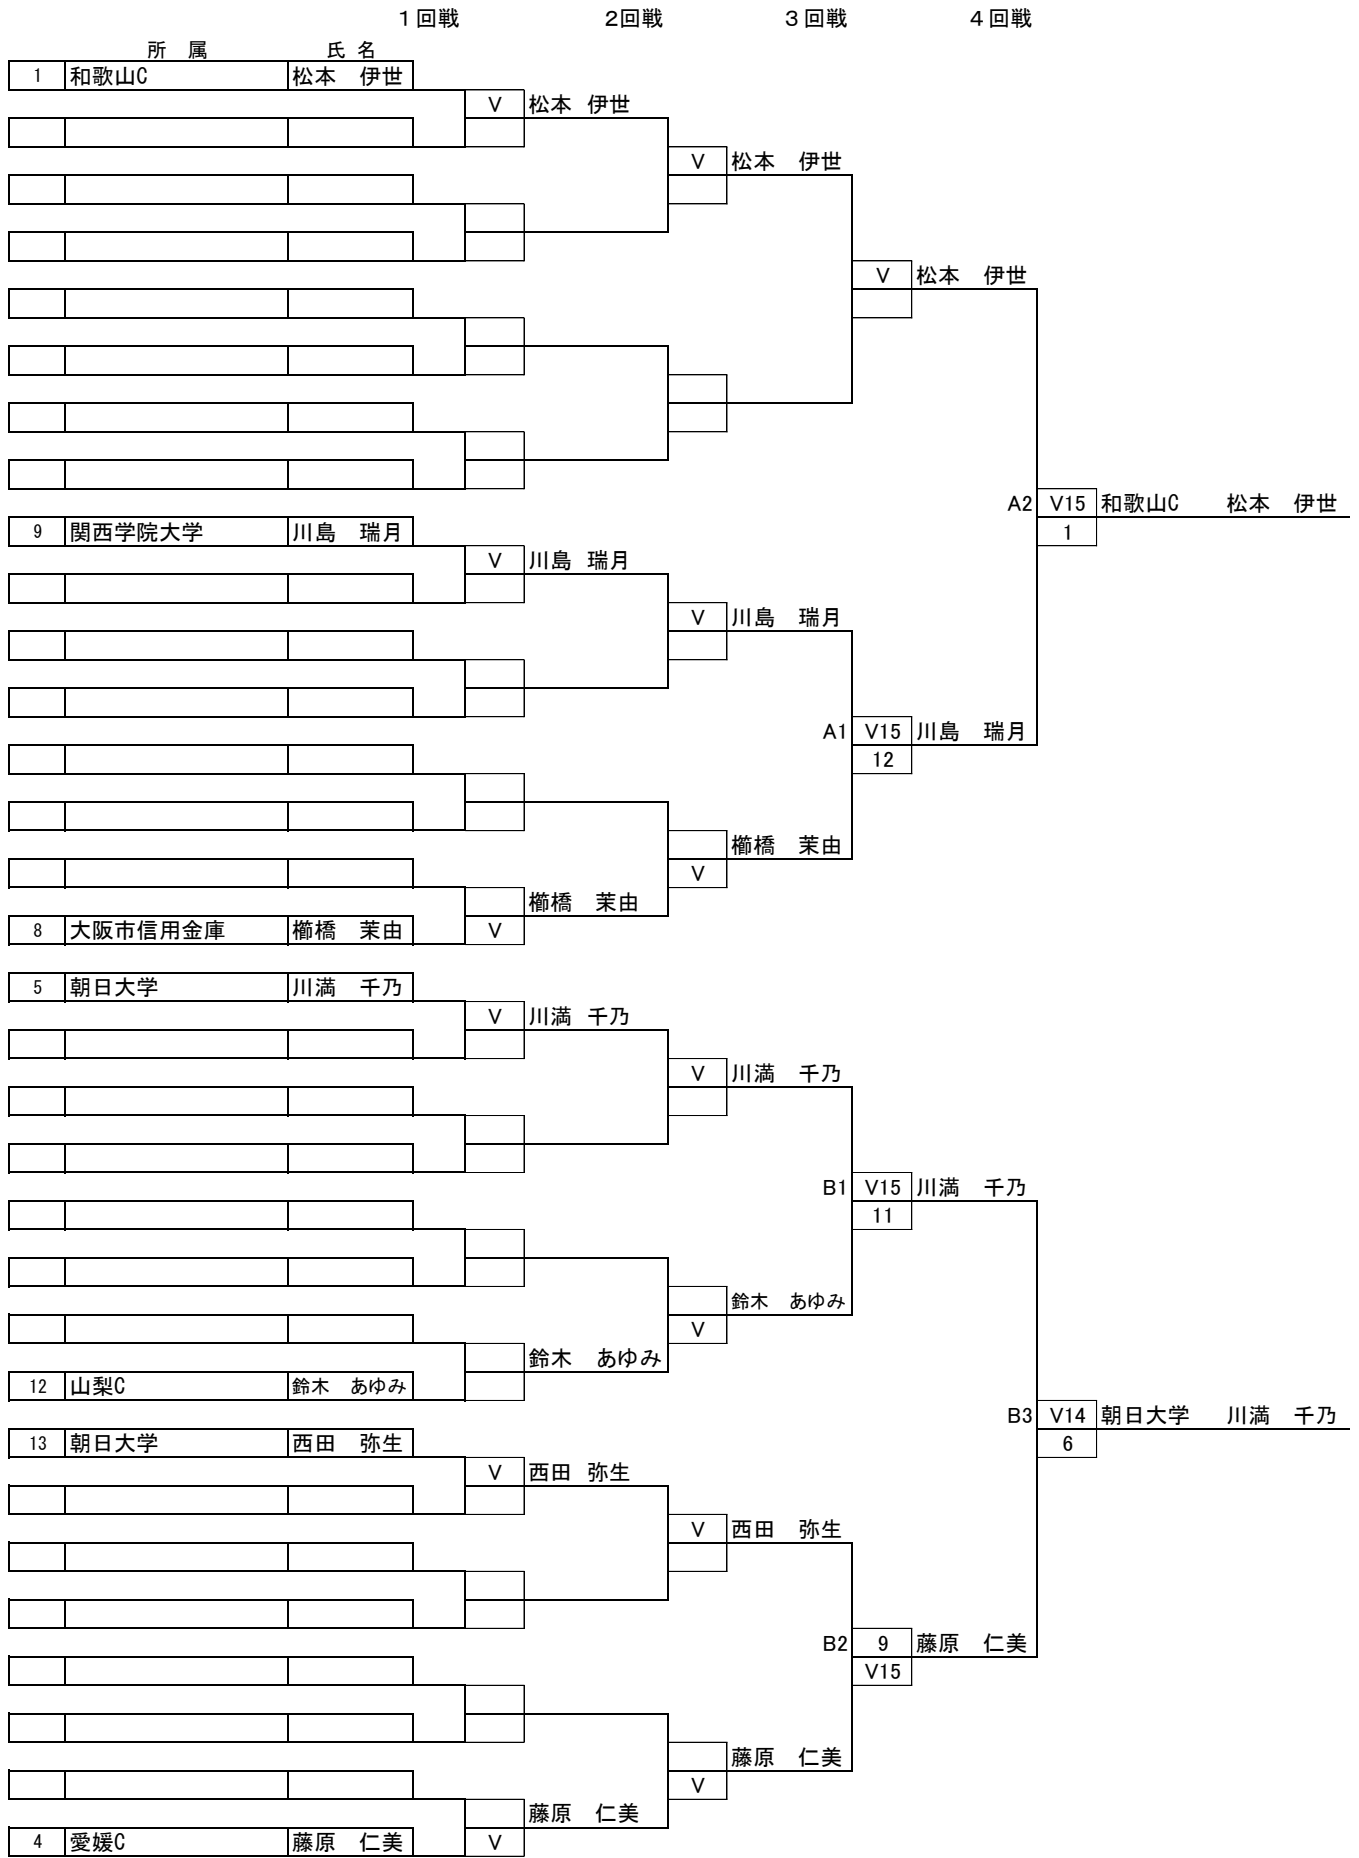 １回戦 2回戦 ３回戦 ４回戦
所 属 氏 名
1 和歌山C 松本 伊世
V 松本 伊世
V 松本 伊世
V 松本 伊世
A2 V15 和歌山C 松本 伊世
1
9 関西学院大学 川島 瑞月
V 川島 瑞月
V 川島 瑞月
A1 V15 川島 瑞月
12
櫛橋 茉由
V
櫛橋 茉由
8 大阪市信用金庫 櫛橋 茉由 V
5 朝日大学 川満 千乃
V 川満 千乃
V 川満 千乃
B1 V15 川満 千乃
11
鈴木 あゆみ
V
鈴木 あゆみ
12 山梨C 鈴木 あゆみ
B3 V14 朝日大学 川満 千乃
13 朝日大学 西田 弥生 6
V 西田 弥生
V 西田 弥生
B2 9 藤原 仁美
V15
藤原 仁美
V
藤原 仁美
4 愛媛C 藤原 仁美 V